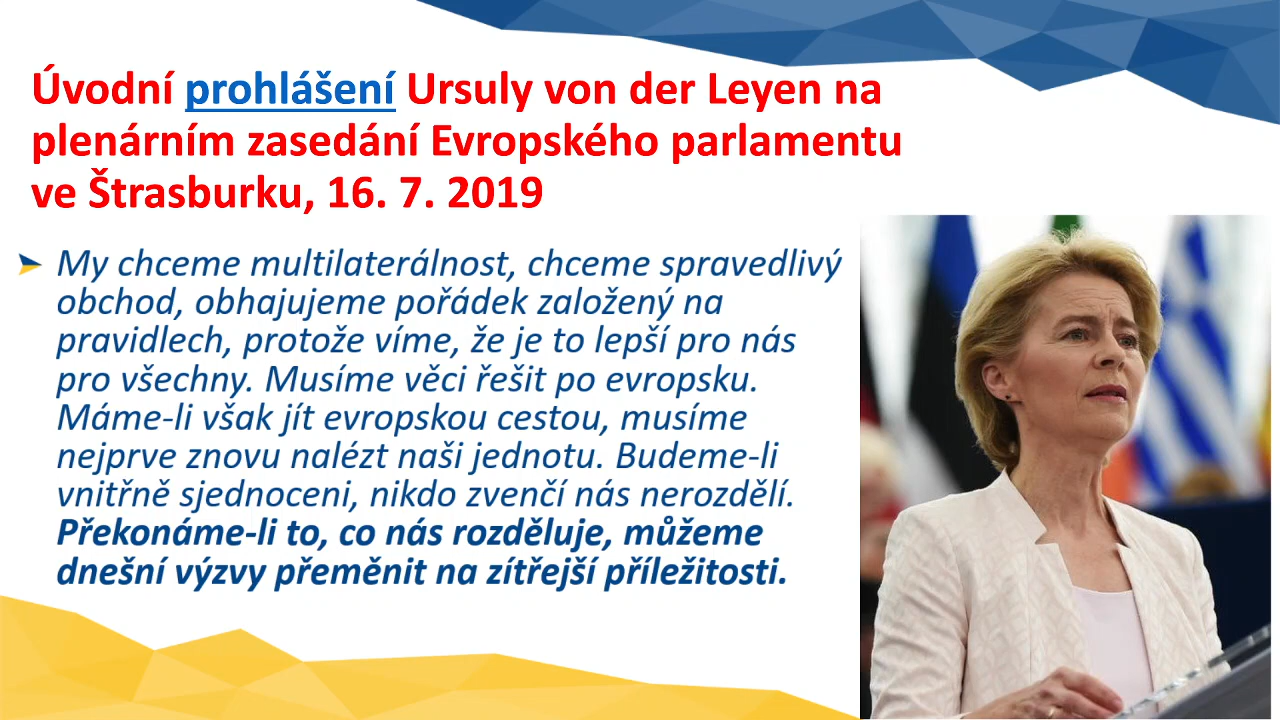 Úvodní prohlášení Ursuly von der Leyen na
plenárním zasedání Evropského parlamentu
ve Štrasburku, 16. 7. 2019
My chceme multilaterálnost, chceme spravedlivý
obchod, obhajujeme pořádek založený na
pravidlech, protože víme, že je to lepší pro nás
pro všechny. Musíme věci řešit po evropsku.
Máme-li však jít evropskou cestou, musíme
nejprve znovu nalézt naši jednotu. Budeme-li
vnitřně sjednoceni, nikdo zvenčí nás nerozdělí.
Překonáme-li to, co nás rozděluje, můžeme
dnešní výzvy přeměnit na zítřejší příležitosti.